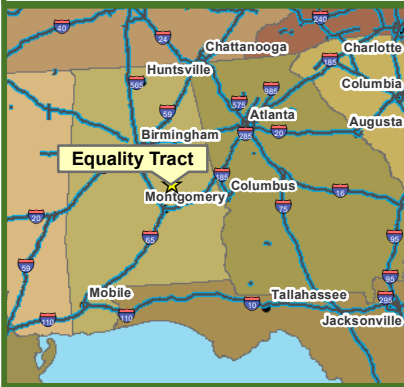 40
240
24
Chattanooga
Charlotte
185
Huntsville
565
985
Columbia
59
575
Atlanta
Augusta
Birmingham
285
20
Equality Tract
185
Columbus
16
Montgomery
75
20
65
95
59
95
Mobile
10
Tallahassee
295
110
110
Jacksonville